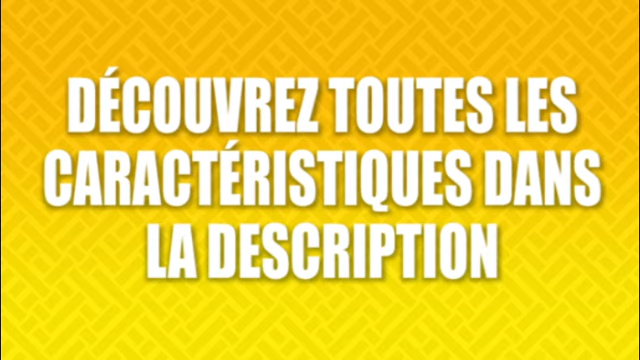 DÉCOUVREZ TOUTES LES
CARACTÉRISTIQUES DANS
LA DESCRIPTION